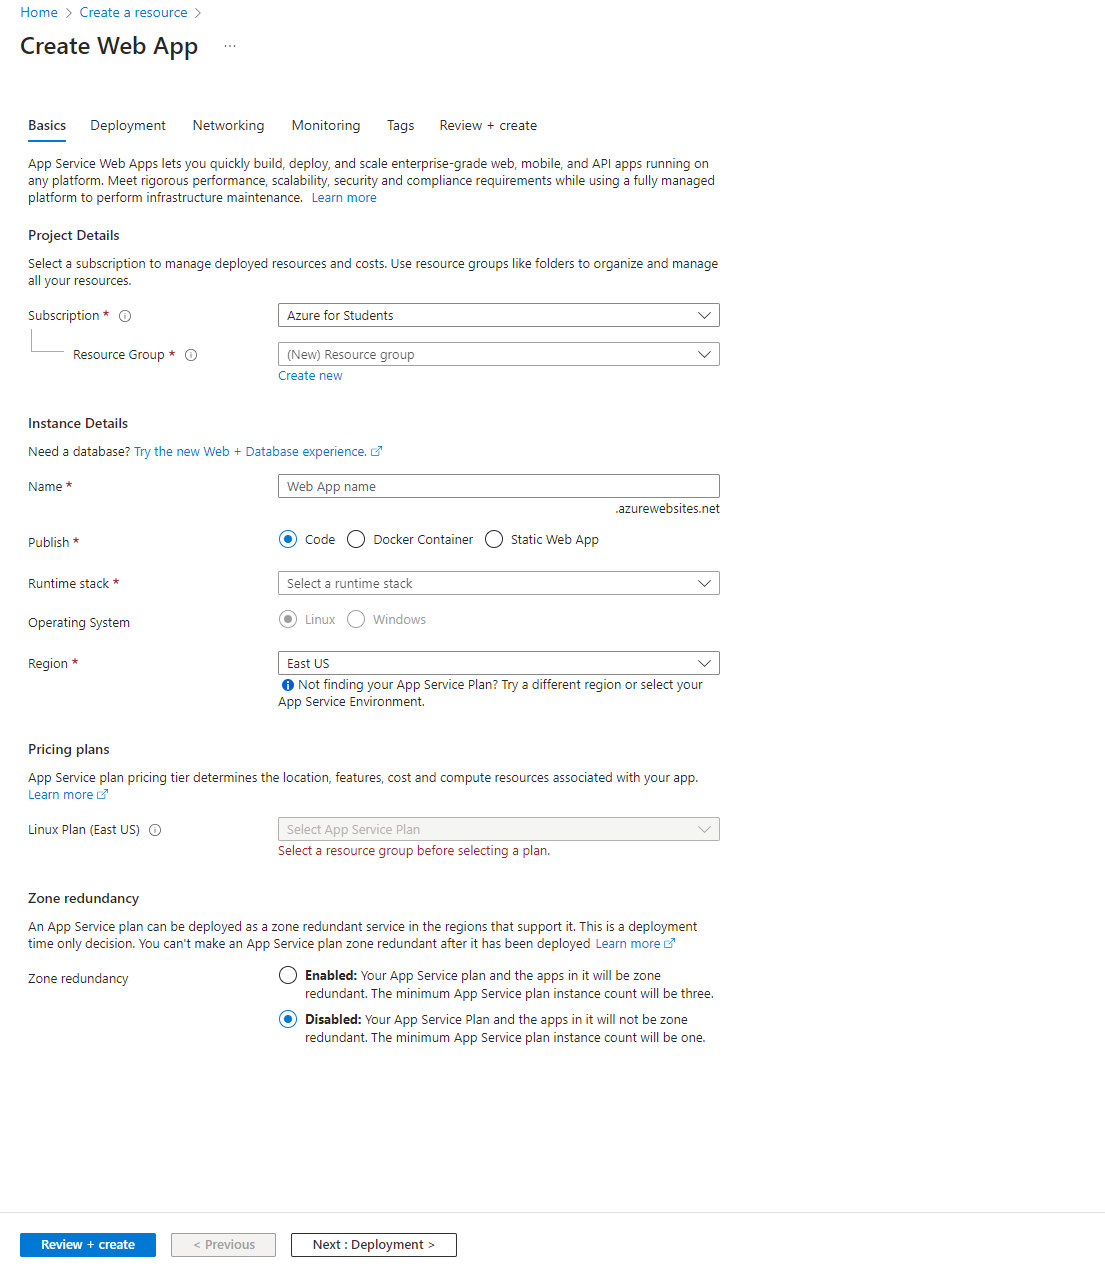 Home > Create a resource >
Create Web App ...
Basics Deployment Networking Monitoring Tags Review + create
App Service Web Apps lets you quickly build, deploy, and scale enterprise-grade web, mobile, and API apps running on
any platform. Meet rigorous performance, scalability, security and compliance requirements while using a fully managed
platform to perform infrastructure maintenance. Learn more
Project Details
Select a subscription to manage deployed resources and costs. Use resource groups like folders to organize and manage
all your resources.
Subscription * Azure for Students
Resource Group * (New) Resource group
Create new
Instance Details
Need a database? Try the new Web + Database experience.
Name * Web App name
.azurewebsites.net
Publish * Code Docker Container Static Web App
Runtime stack * Select a runtime stack
Operating System Linux Windows
Region * East US
Not finding your App Service Plan? Try a different region or select your
App Service Environment.
Pricing plans
App Service plan pricing tier determines the location, features, cost and compute resources associated with your app.
Learn more
Linux Plan (East US) Select App Service Plan
Select a resource group before selecting a plan.
Zone redundancy
An App Service plan can be deployed as a zone redundant service in the regions that support it. This is a deployment
time only decision. You can't make an App Service plan zone redundant after it has been deployed Learn more
Zone redundancy Enabled: Your App Service plan and the apps in it will be zone
redundant. The minimum App Service plan instance count will be three.
Disabled: Your App Service Plan and the apps in it will not be zone
redundant. The minimum App Service plan instance count will be one.
Review + create < Previous Next : Deployment >